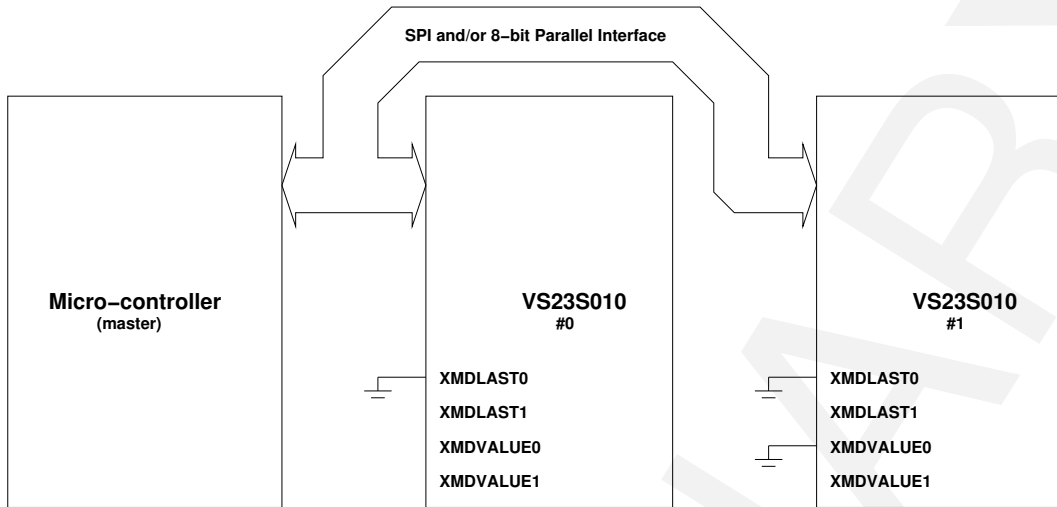 SPI and/or 8−bit Parallel Interface
Micro−controller
(master)
VS23S010
#0
XMDLAST0
XMDLAST1
XMDVALUE0
XMDVALUE1
VS23S010
#1
XMDLAST0
XMDLAST1
XMDVALUE0
XMDVALUE1